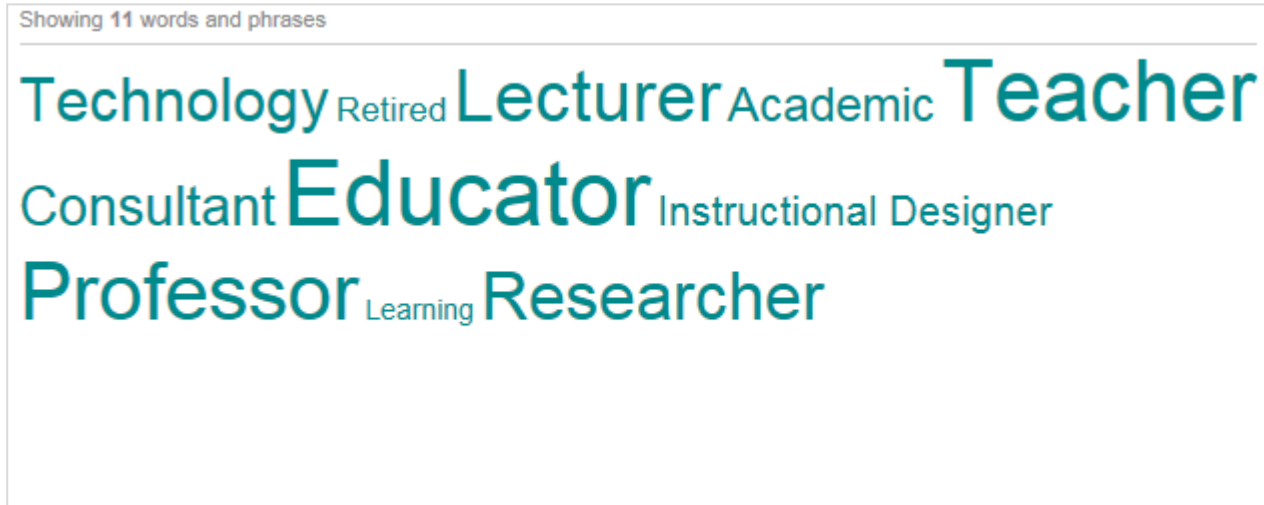 Showing 11 words and phrases
Technology Retired Lecturer Academic Teacher
Consultant Educator Instructional Designer
Professor Learning Researcher